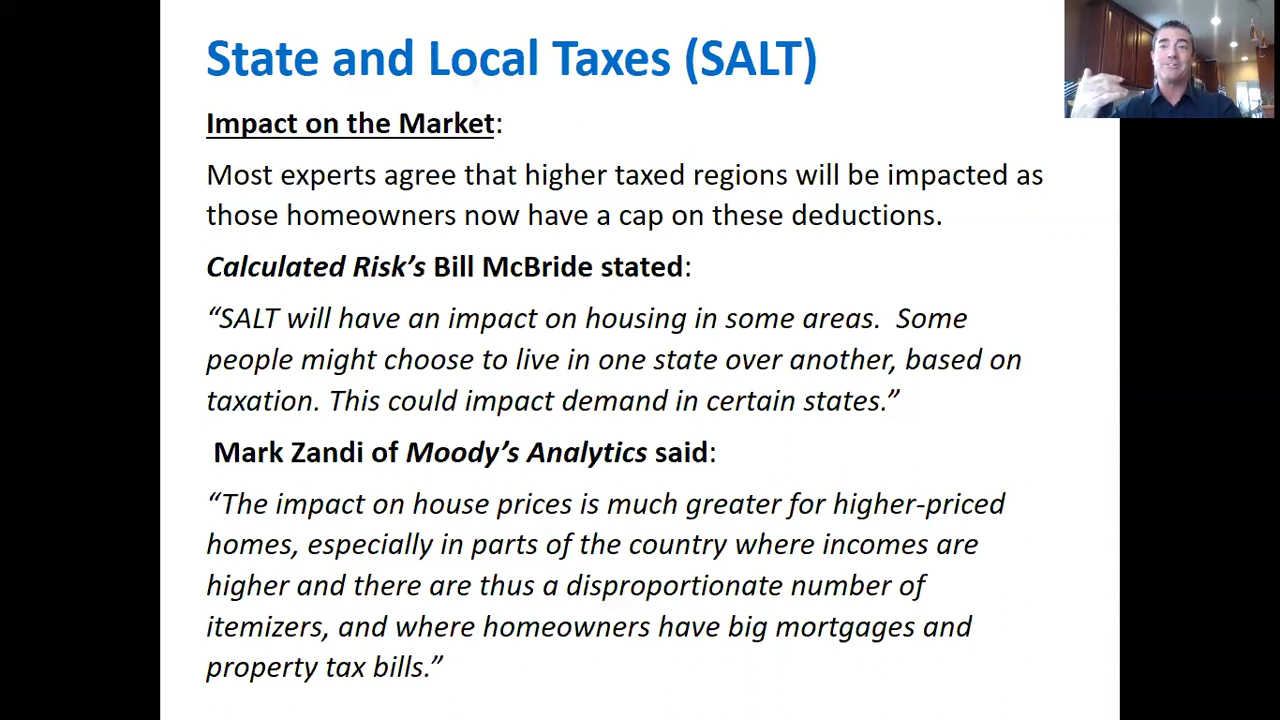 State and Local Taxes (SALT)
Impact on the Market:
Most experts agree that higher taxed regions will be impacted as
those homeowners now have a cap on these deductions.
Calculated Risk’s Bill McBride stated:
“SALT will have an impact on housing in some areas.  Some
people might choose to live in one state over another, based on
taxation. This could impact demand in certain states.”
Mark Zandi of Moody’s Analytics said:
“The impact on house prices is much greater for higher-priced
homes, especially in parts of the country where incomes are
higher and there are thus a disproportionate number of
itemizers, and where homeowners have big mortgages and
property tax bills.”